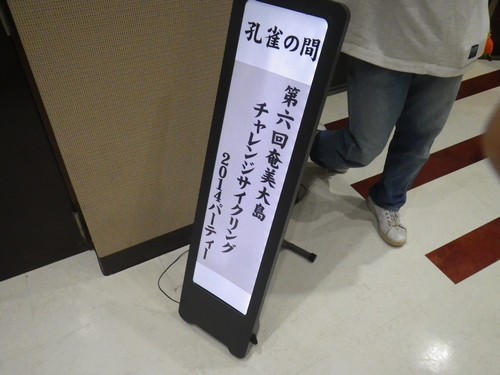 孔雀の間
第六回奄美大島
チャレンジサイクリング
2014パーティー